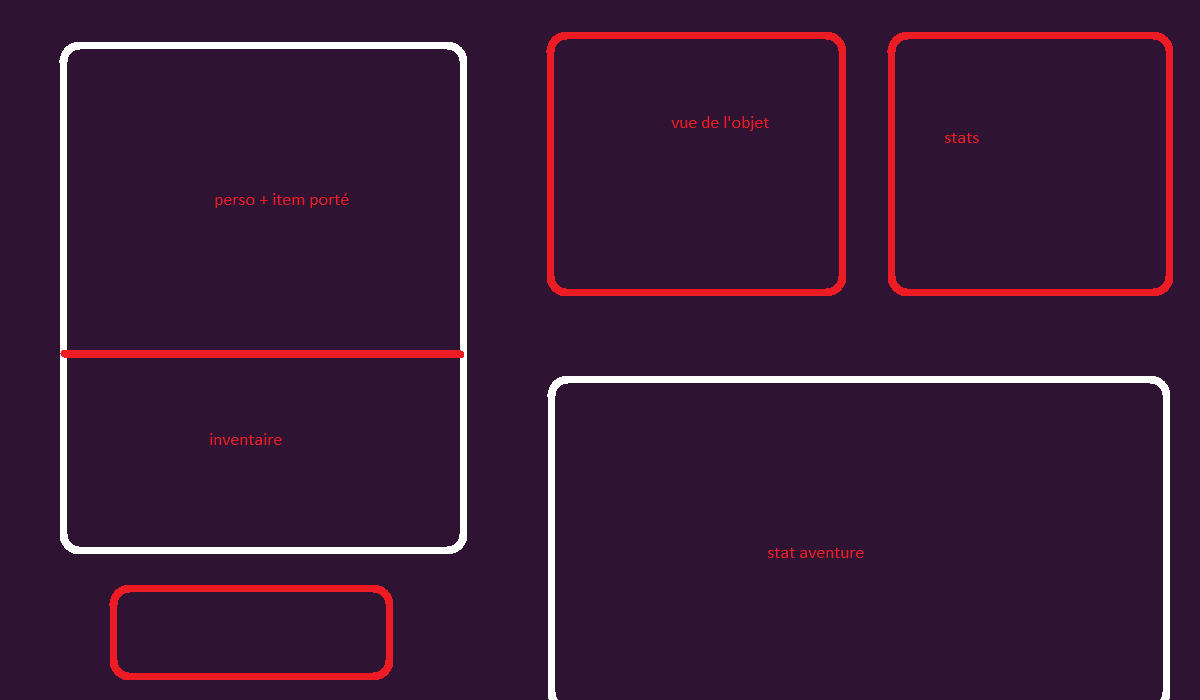 perso + item porté
inventaire
vue de l'objet
stats
stat aventure